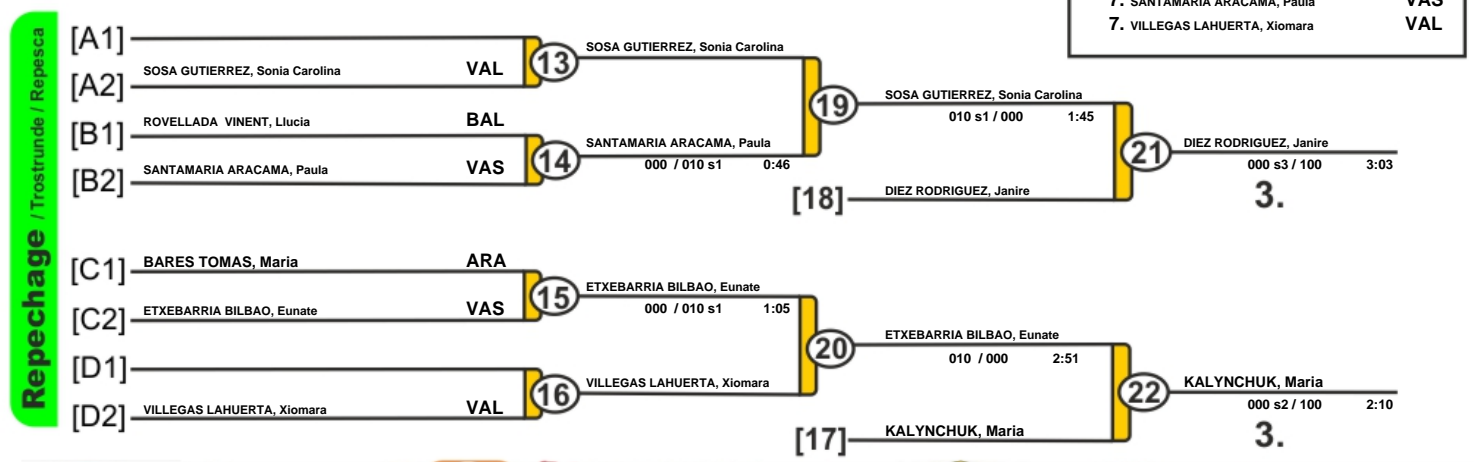 7. SANTAMARIA ARACAMA, Paula VAS
7. VILLEGAS LAHUERTA, Xiomara VAL
Repechage / Trostrunde / Repesca
[A1]
SOSA GUTIERREZ, Sonia Carolina VAL
[A2]
13
SOSA GUTIERREZ, Sonia Carolina
ROVELLADA VINENT, Llucia BAL
[B1]
SANTAMARIA ARACAMA, Paula VAS
[B2]
14
SANTAMARIA ARACAMA, Paula
000 / 010 s1 0:46
19
SOSA GUTIERREZ, Sonia Carolina
010 s1 / 000 1:45
[18]
DIEZ RODRIGUEZ, Janire
21
DIEZ RODRIGUEZ, Janire
000 s3 / 100 3:03
3.
[C1]
BARES TOMAS, Maria ARA
[C2]
ETXEBARRIA BILBAO, Eunate VAS
15
ETXEBARRIA BILBAO, Eunate
000 / 010 s1 1:05
[D1]
[D2]
VILLEGAS LAHUERTA, Xiomara VAL
16
VILLEGAS LAHUERTA, Xiomara
20
ETXEBARRIA BILBAO, Eunate
010 / 000 2:51
[17]
KALYNCHUK, Maria
22
KALYNCHUK, Maria
000 s2 / 100 2:10
3.